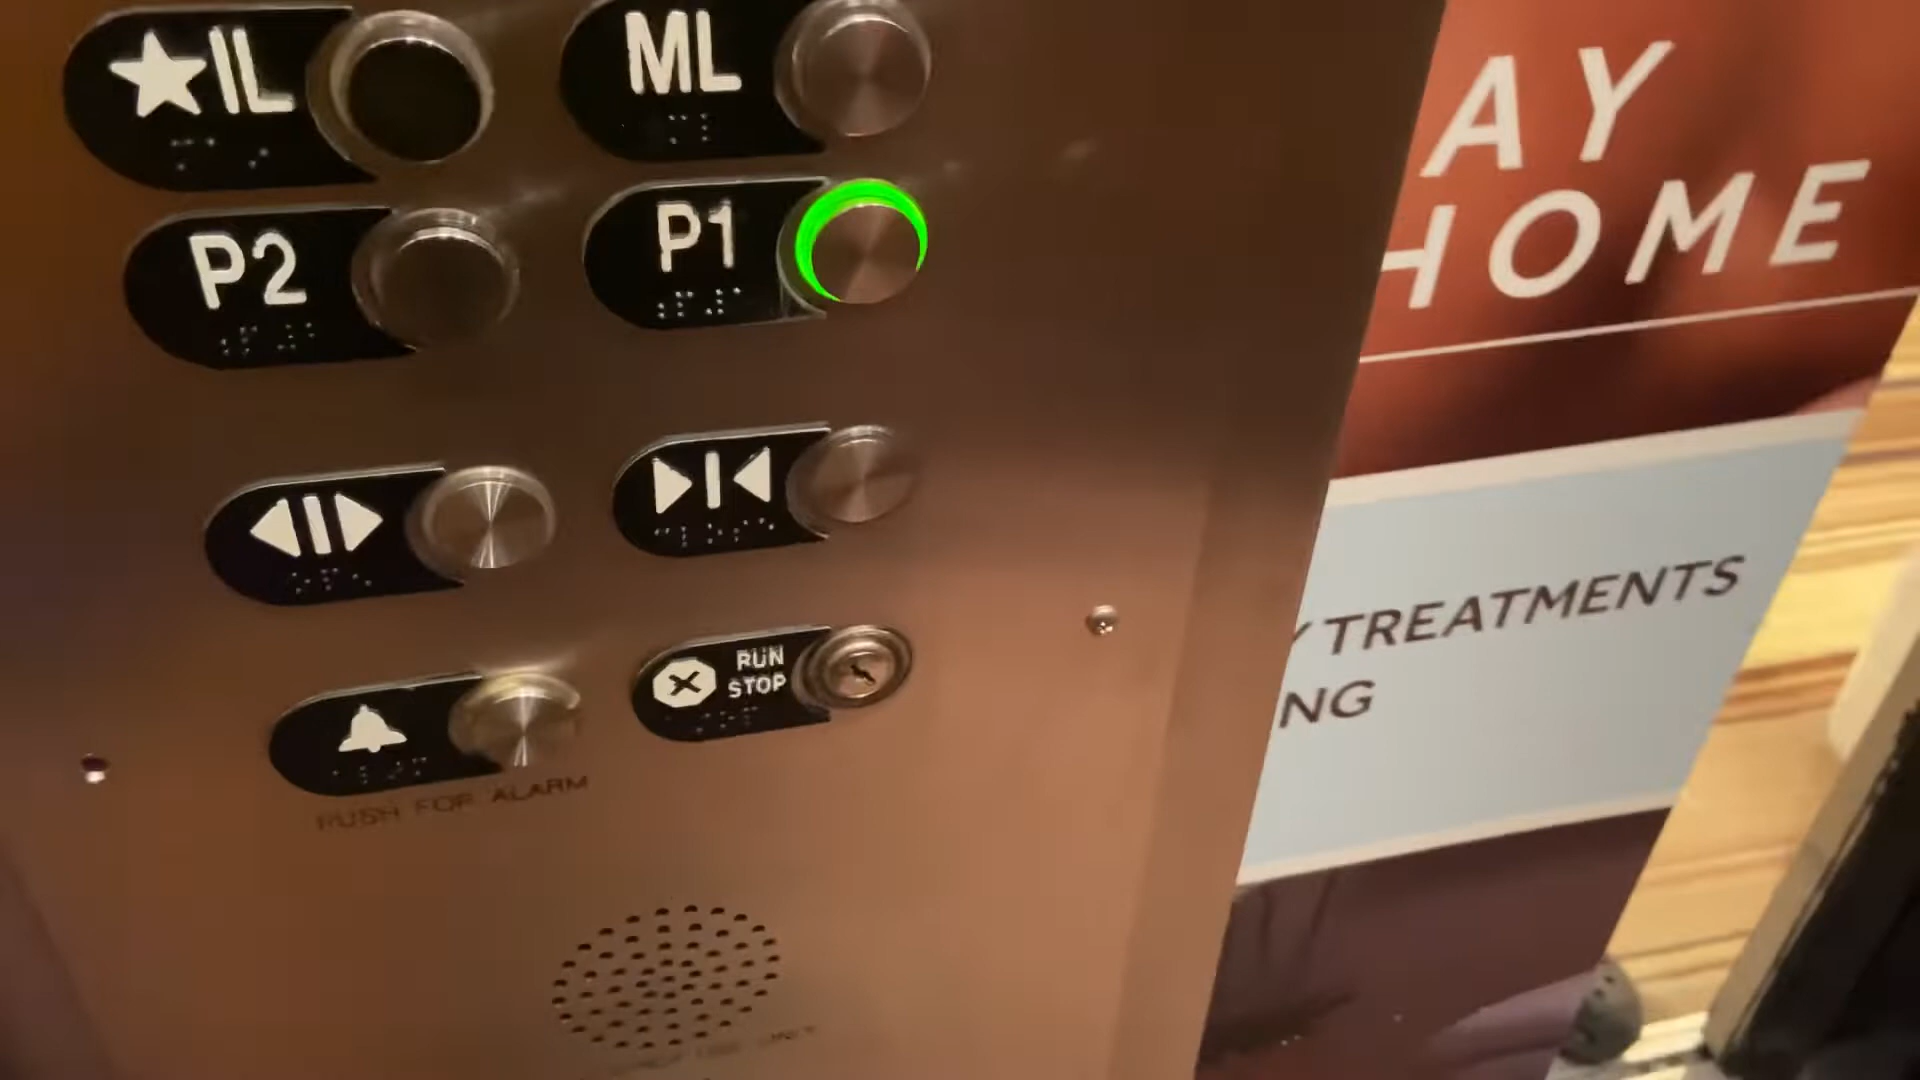 ★IL
ML
P2
P1
RUN
STOP
PUSH FOR ALARM
AY
HOME
TREATMENTS
NG